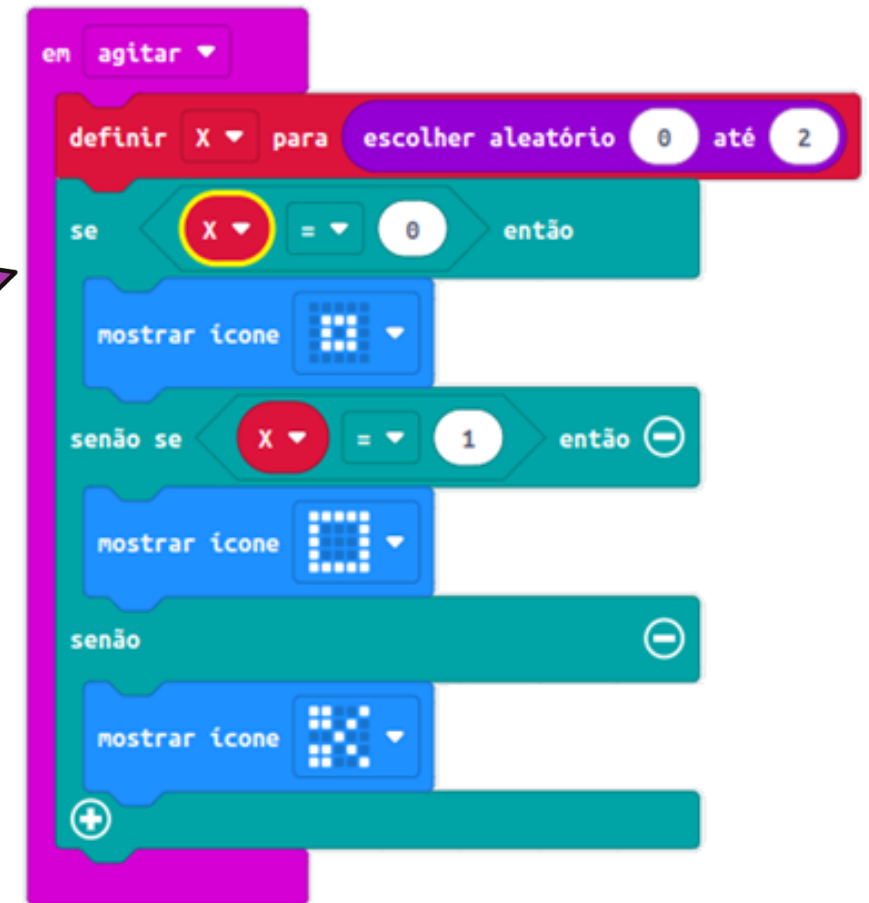 em agitar
definir X para escolher aleatório 0 até 2
se X = 0 então
mostrar ícone
senão se X = 1 então
mostrar ícone
senão
mostrar ícone